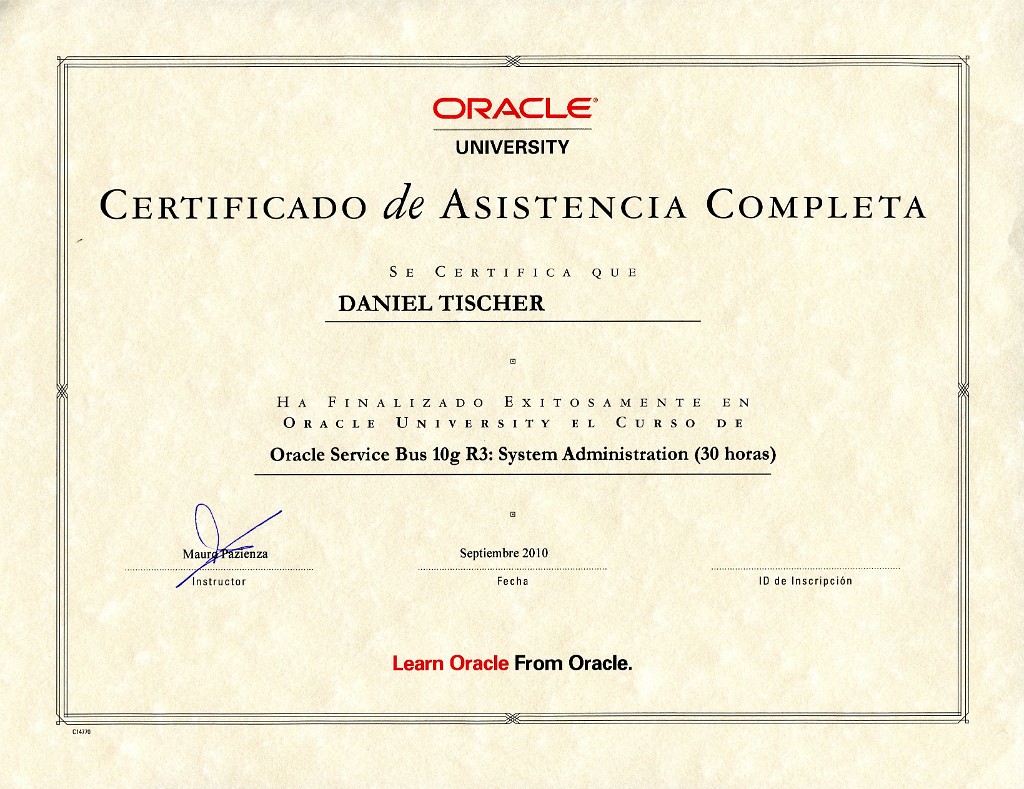 ORACLE®
UNIVERSITY
CERTIFICADO de ASISTENCIA COMPLETA
SE CERTIFICA QUE
DANIEL TISCHER
HA FINALIZADO EXITOSAMENTE EN
ORACLE UNIVERSITY EL CURSO DE
Oracle Service Bus 10g R3: System Administration (30 horas)
Mauro Pazienza
Instructor
Septiembre 2010
Fecha
ID de Inscripción
Learn Oracle From Oracle.
C14770